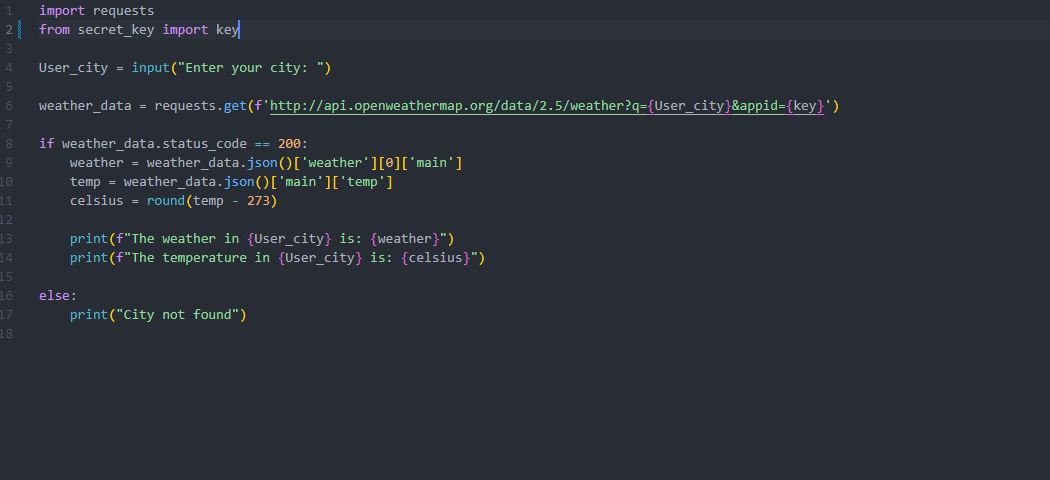 1 import requests
2 from secret_key import key
3
4 User_city = input("Enter your city: ")
5
6 weather_data = requests.get(f'http://api.openweathermap.org/data/2.5/weather?q={User_city}&appid={key}')
7
8 if weather_data.status_code == 200:
9     weather = weather_data.json()['weather'][0]['main']
10     temp = weather_data.json()['main']['temp']
11     celsius = round(temp - 273)
12
13     print(f"The weather in {User_city} is: {weather}")
14     print(f"The temperature in {User_city} is: {celsius}")
15
16 else:
17     print("City not found")
18